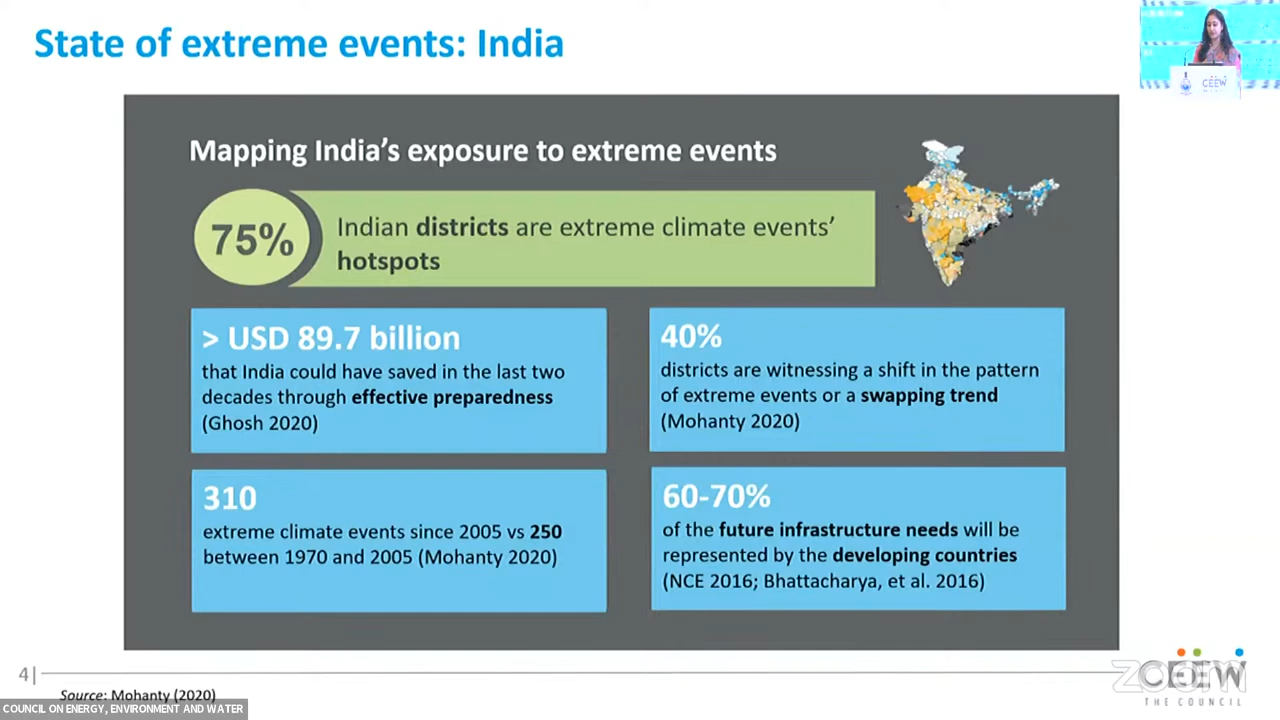 State of extreme events: India
CEEW
Mapping India's exposure to extreme events
75%
Indian districts are extreme climate events'
hotspots
> USD 89.7 billion
that India could have saved in the last two
decades through effective preparedness
(Ghosh 2020)
40%
districts are witnessing a shift in the pattern
of extreme events or a swapping trend
(Mohanty 2020)
310
extreme climate events since 2005 vs 250
between 1970 and 2005 (Mohanty 2020)
60-70%
of the future infrastructure needs will be
represented by the developing countries
(NCE 2016; Bhattacharya, et al. 2016)
4|
Source: Mohanty (2020)
COUNCIL ON ENERGY, ENVIRONMENT AND WATER
CEEW
zoom
THE COUNCIL